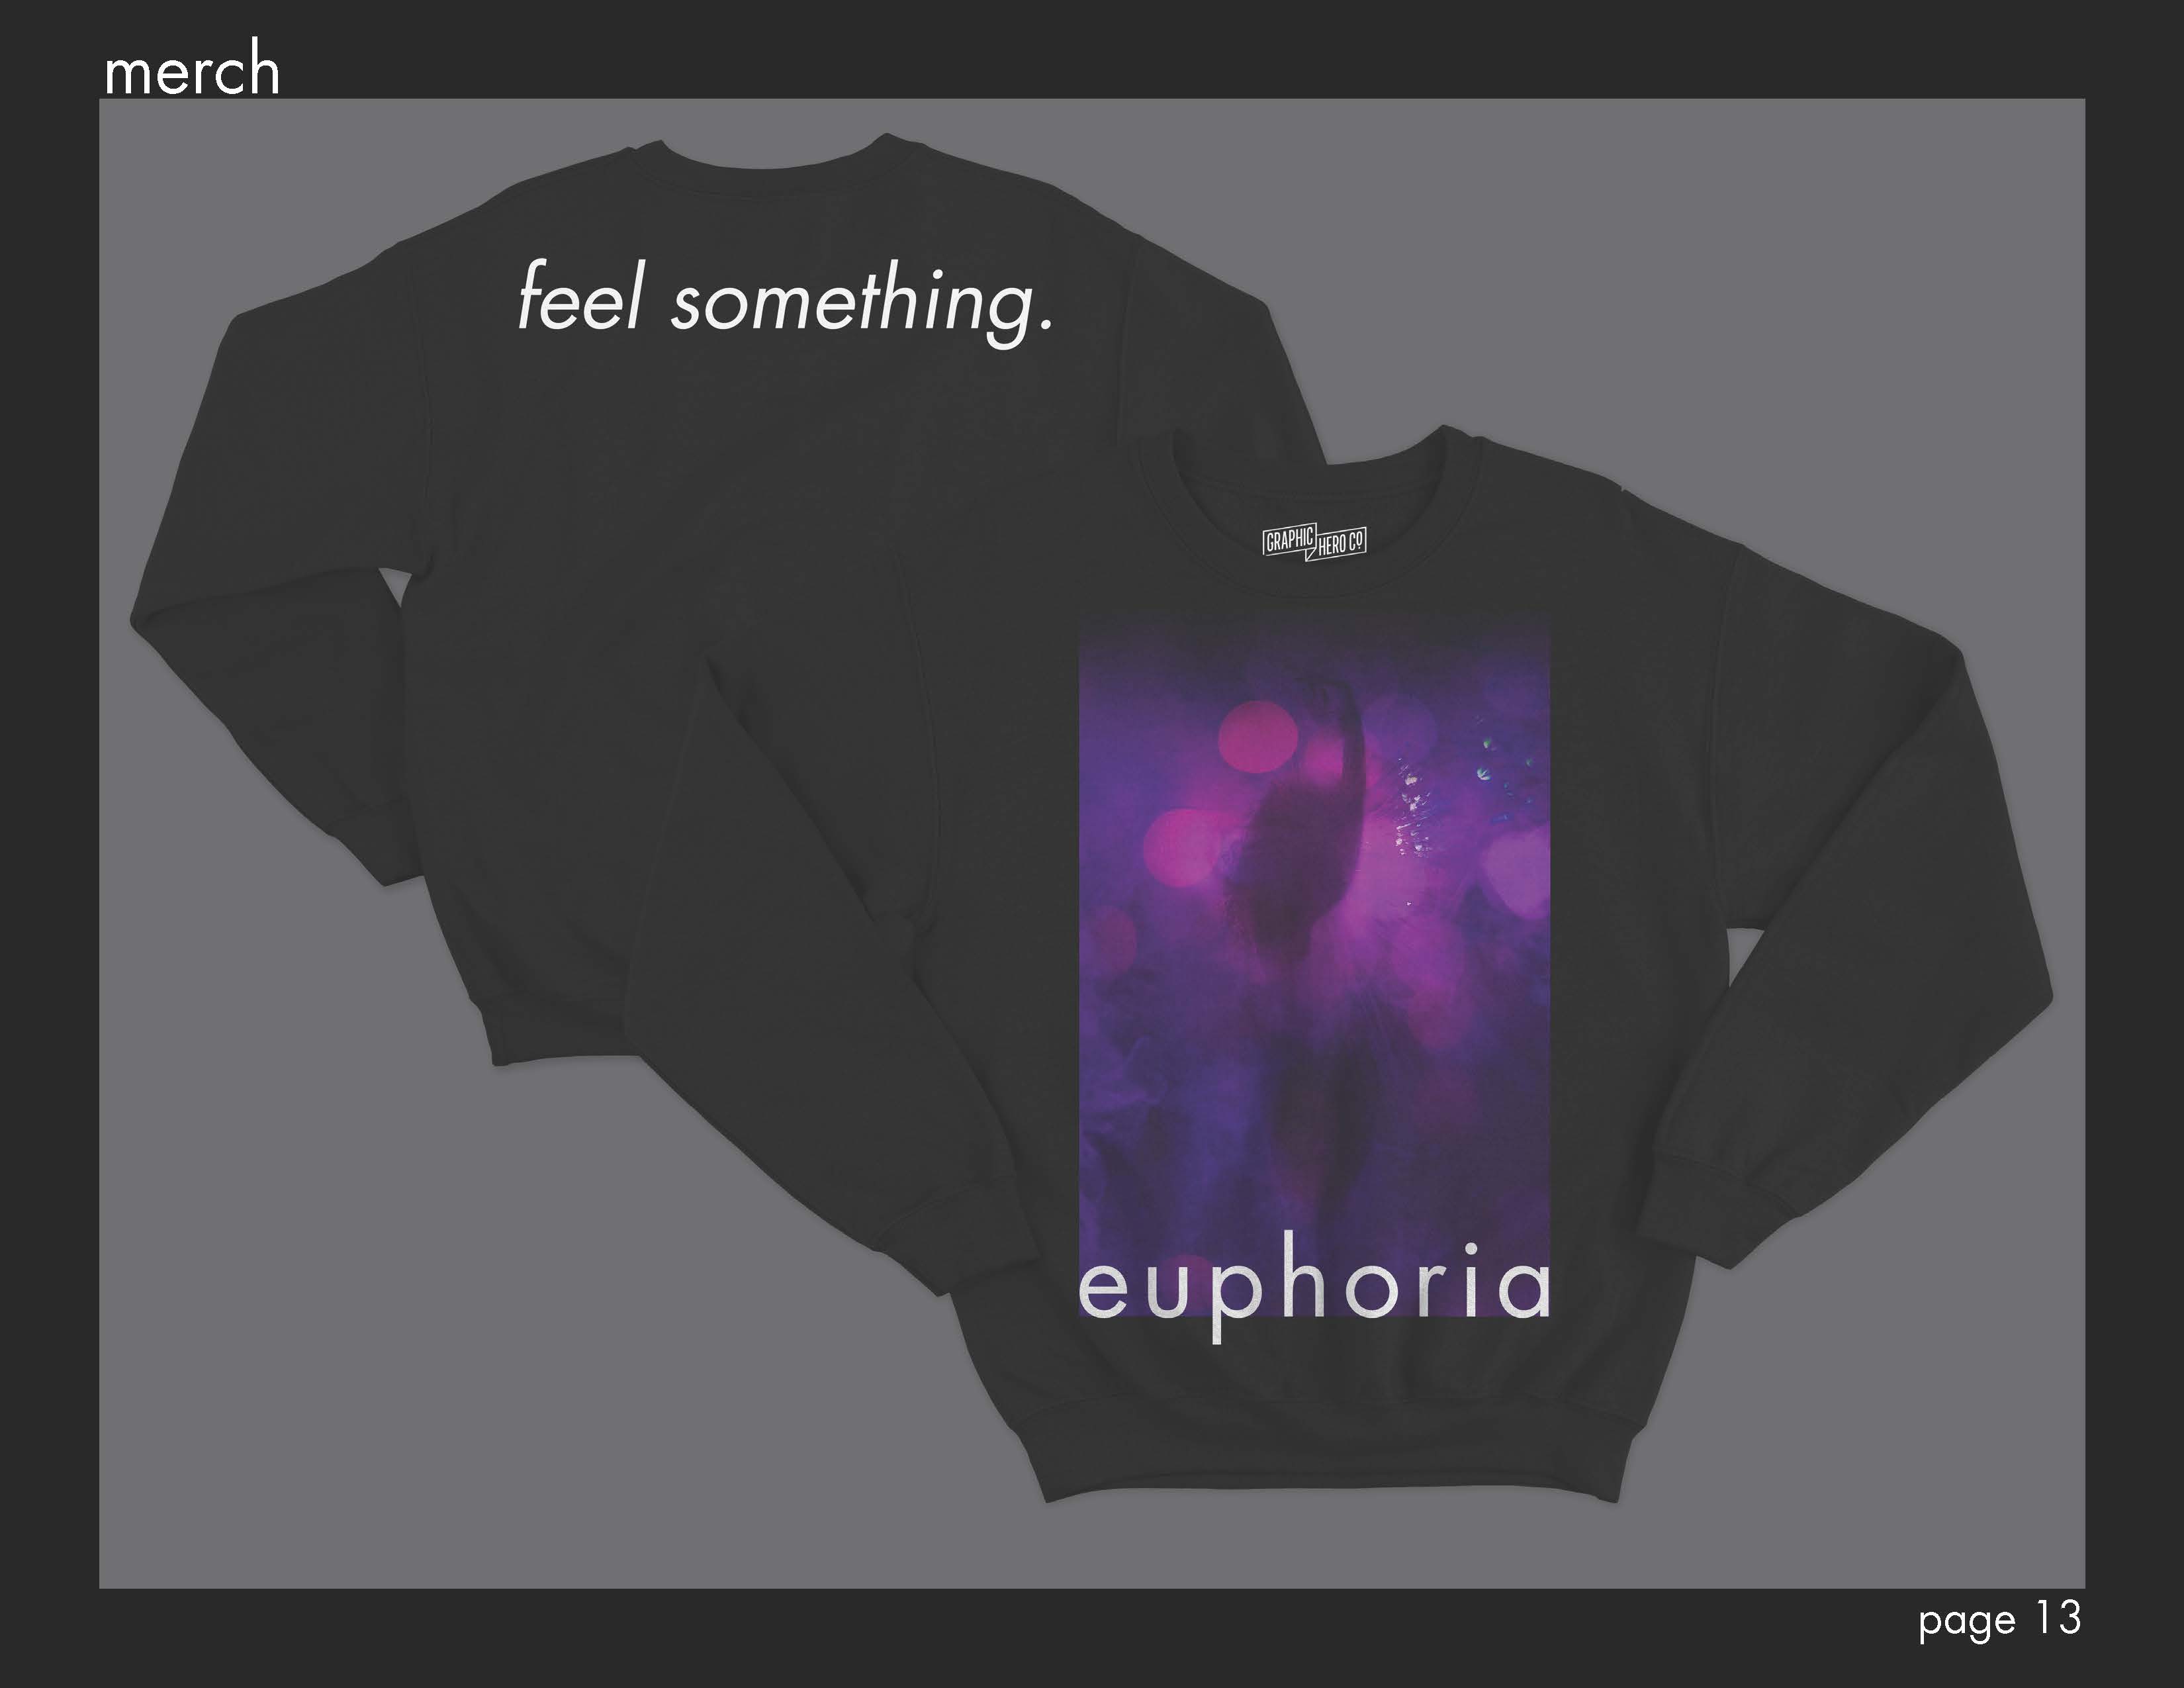 merch
feel something.
GRAPHIC
HERO CO
euphoria
page 13